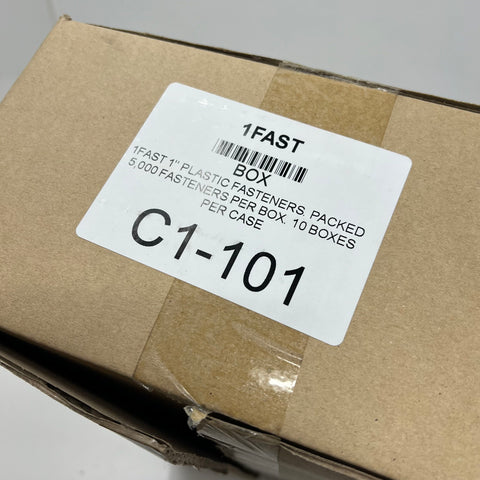 1FAST
BOX
1FAST 1" PLASTIC FASTENERS, PACKED
5,000 FASTENERS PER BOX. 10 BOXES
PER CASE
C1-101